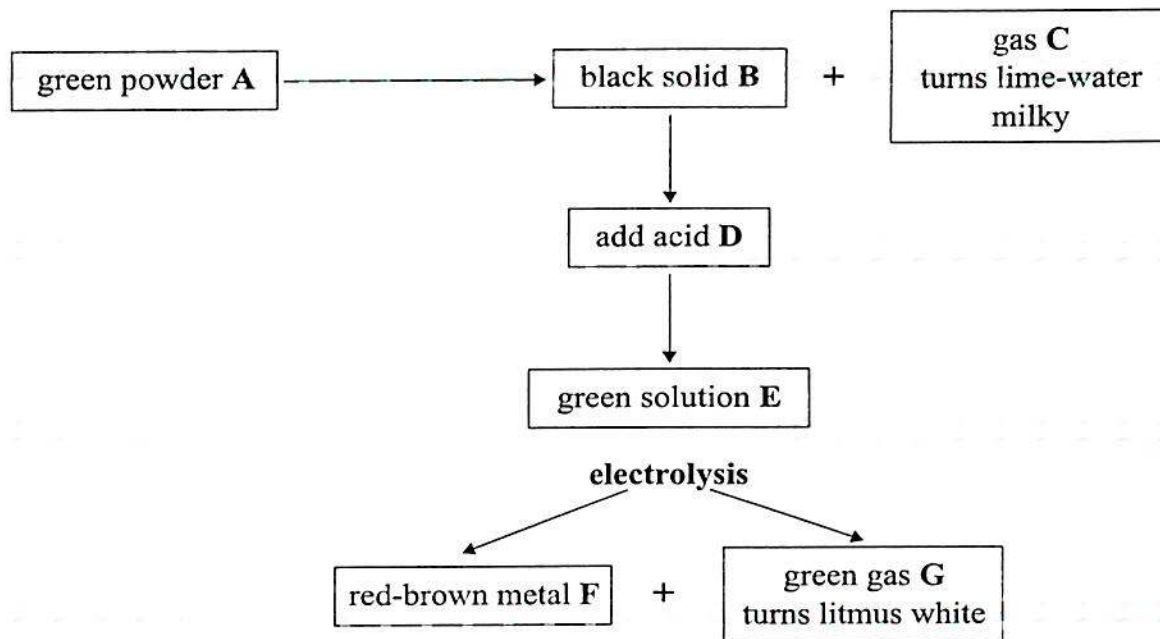 green powder A
black solid B
+
gas C
turns lime-water
milky
add acid D
green solution E
electrolysis
red-brown metal F
+
green gas G
turns litmus white